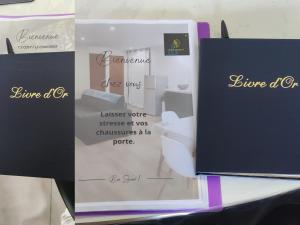 Bienvenue
Livre d'Or
Bienvenue
chez vous
Laissez votre
stresse et vos
chaussures à la
porte.
Livre d'Or